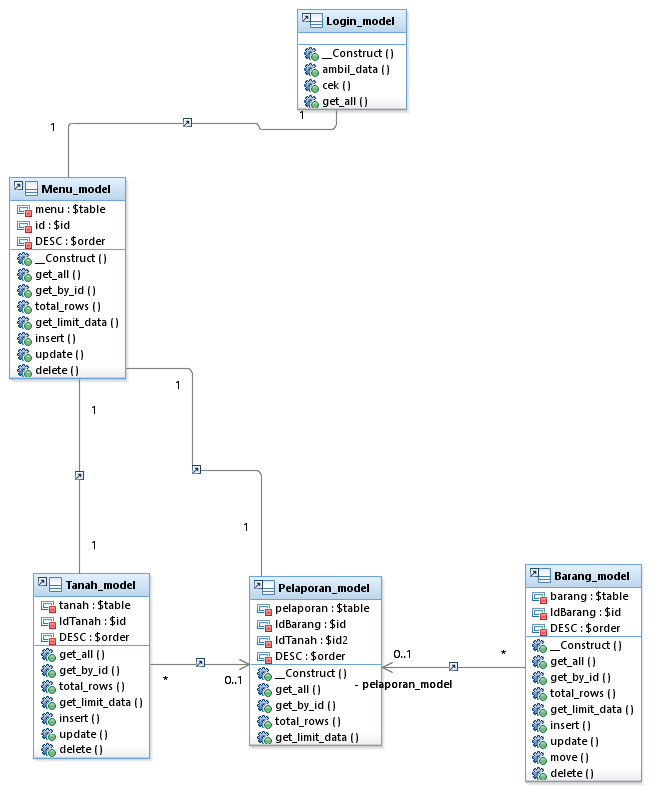 Login_model
__Construct ()
ambil_data ()
cek ()
get_all ()
1
1
Menu_model
menu : $table
id : $id
DESC : $order
__Construct ()
get_all ()
get_by_id ()
total_rows ()
get_limit_data ()
insert ()
update ()
delete ()
1
1
1
1
Tanah_model
tanah : $table
IdTanah : $id
DESC : $order
get_all ()
get_by_id ()
total_rows ()
get_limit_data ()
insert ()
update ()
delete ()
*
0..1
Pelaporan_model
pelaporan : $table
IdBarang : $id
IdTanah : $id2
DESC : $order
__Construct ()
get_all ()
get_by_id ()
total_rows ()
get_limit_data ()
0..1
- pelaporan_model
*
Barang_model
barang : $table
IdBarang : $id
DESC : $order
__Construct ()
get_all ()
get_by_id ()
total_rows ()
get_limit_data ()
insert ()
update ()
move ()
delete ()